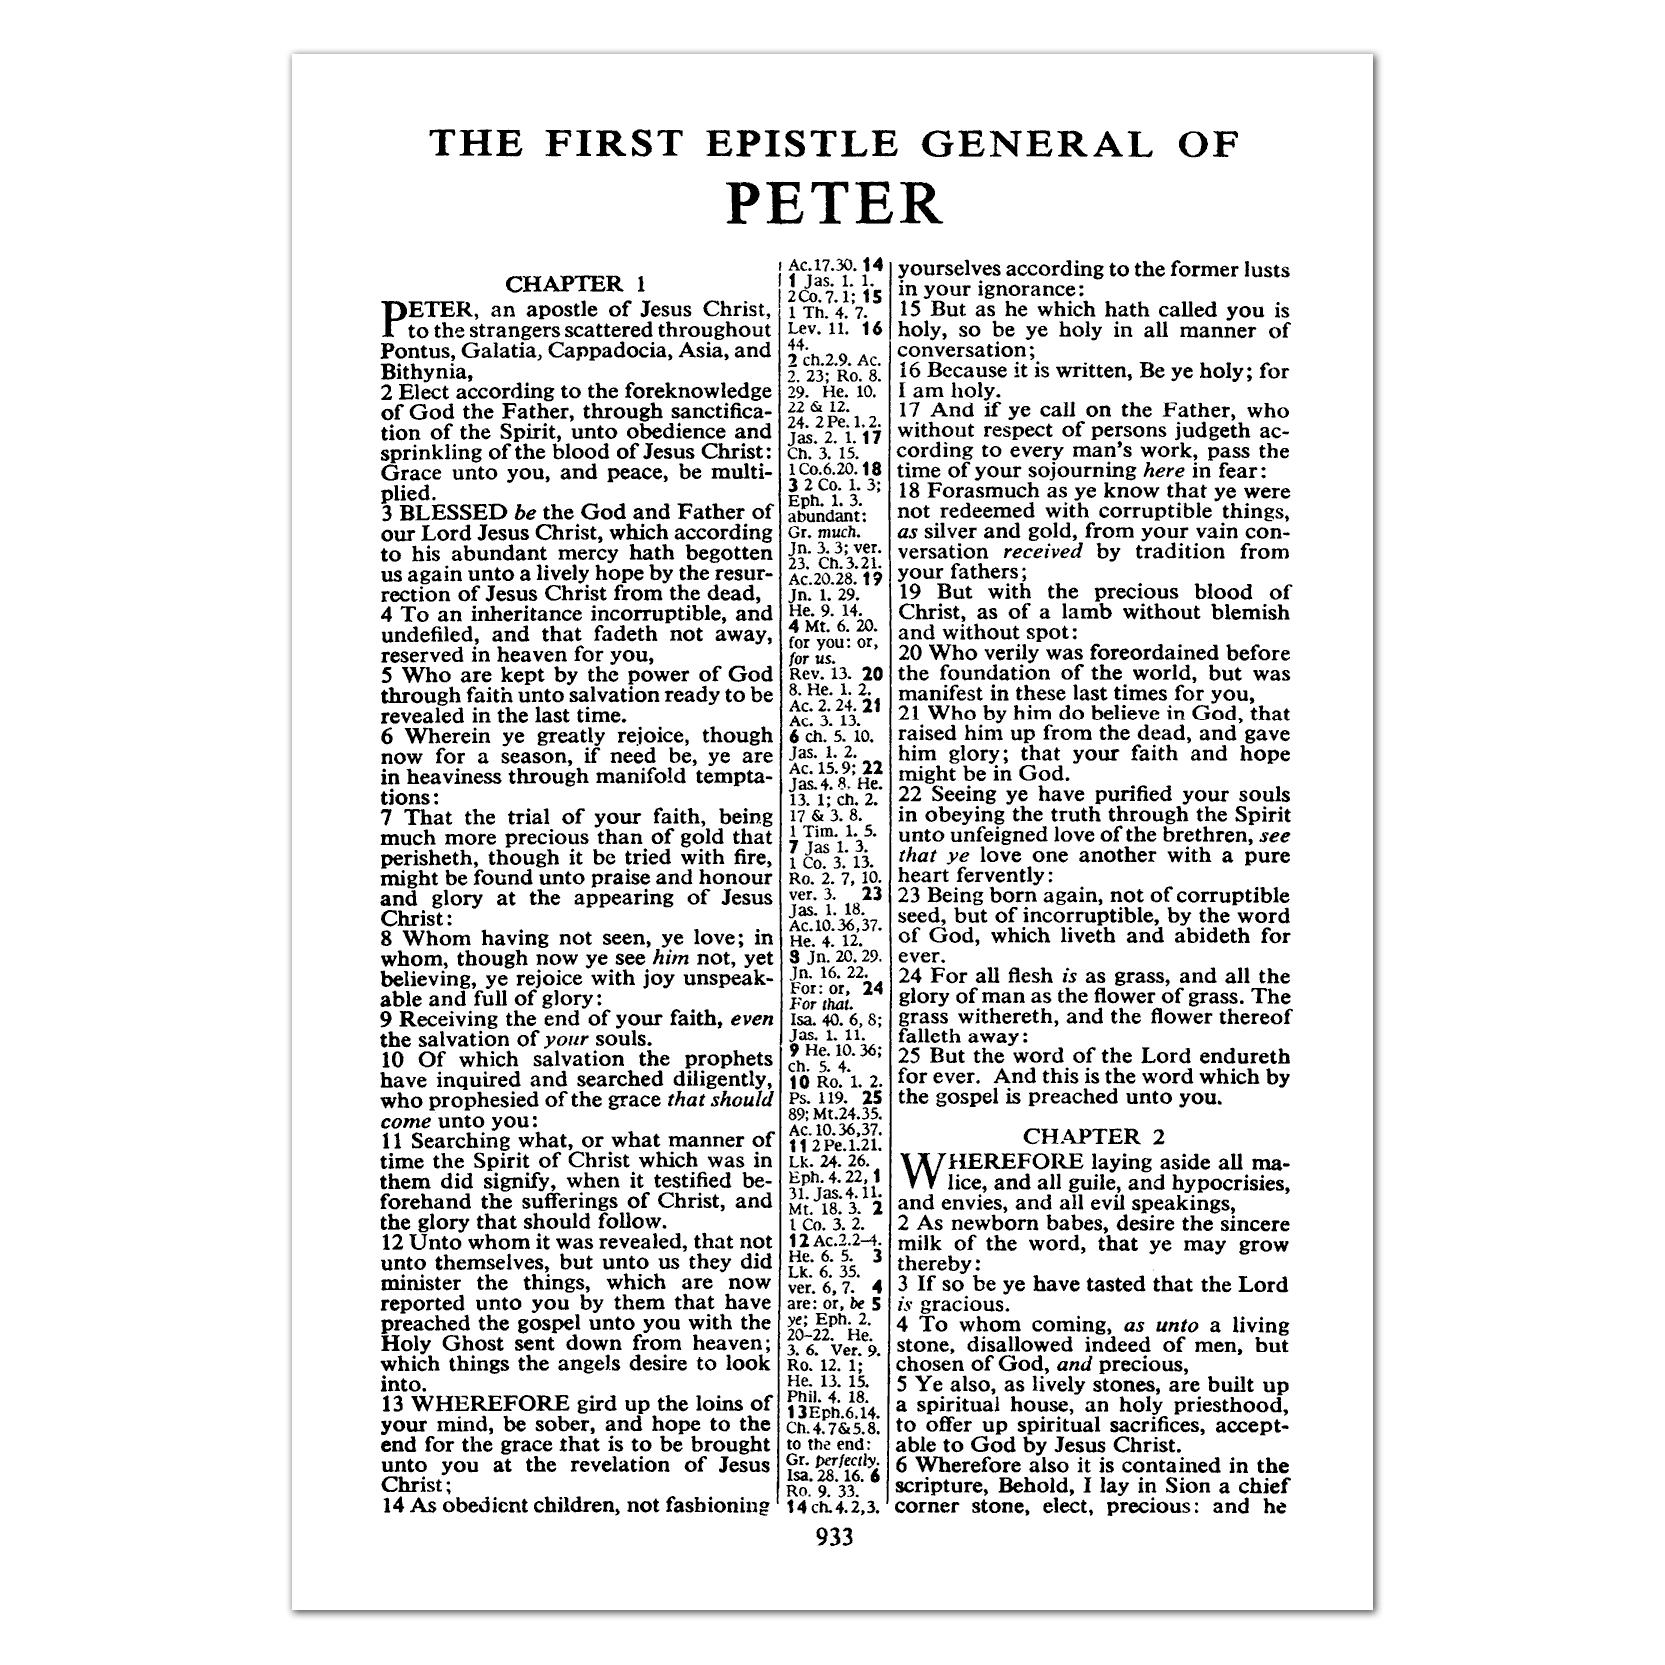 THE FIRST EPISTLE GENERAL OF
PETER
CHAPTER 1
PETER, an apostle of Jesus Christ,
to the strangers scattered throughout
Pontus, Galatia, Cappadocia, Asia, and
Bithynia,
2 Elect according to the foreknowledge
of God the Father, through sanctifica-
tion of the Spirit, unto obedience and
sprinkling of the blood of Jesus Christ:
Grace unto you, and peace, be multi-
plied.
3 BLESSED be the God and Father of
our Lord Jesus Christ, which according
to his abundant mercy hath begotten
us again unto a lively hope by the resur-
rection of Jesus Christ from the dead,
4 To an inheritance incorruptible, and
undefiled, and that fadeth not away,
reserved in heaven for you,
5 Who are kept by the power of God
through faith unto salvation ready to be
revealed in the last time.
6 Wherein ye greatly rejoice, though
now for a season, if need be, ye are
in heaviness through manifold tempta-
tions:
7 That the trial of your faith, being
much more precious than of gold that
perisheth, though it be tried with fire,
might be found unto praise and honour
and glory at the appearing of Jesus
Christ:
8 Whom having not seen, ye love; in
whom, though now ye see him not, yet
believing, ye rejoice with joy unspeak-
able and full of glory:
9 Receiving the end of your faith, even
the salvation of your souls.
10 Of which salvation the prophets
have inquired and searched diligently,
who prophesied of the grace that should
come unto you:
11 Searching what, or what manner of
time the Spirit of Christ which was in
them did signify, when it testified be-
forehand the sufferings of Christ, and
the glory that should follow.
12 Unto whom it was revealed, that not
unto themselves, but unto us they did
minister the things, which are now
reported unto you by them that have
preached the gospel unto you with the
Holy Ghost sent down from heaven;
which things the angels desire to look
into.
13 WHEREFORE gird up the loins of
your mind, be sober, and hope to the
end for the grace that is to be brought
unto you at the revelation of Jesus
Christ;
14 As obedient children, not fashioning
Ac.17.30. 14
1 Jas. 1. 1.
2Co. 7. 1; 15
1 Th. 4. 7.
Lev. 11. 16
44.
2 ch.2.9. Ac.
2. 23; Ro. 8.
29. He. 10.
22 & 12.
24. 2 Pe. 1. 2.
Jas. 2. 1. 17
Ch. 3. 15.
1 Co.6.20. 18
3 2 Co. 1. 3;
Eph. 1. 3.
abundant:
Gr. much.
Jn. 3. 3; ver.
23. Ch.3.21.
Ac.20.28. 19
Jn. 1. 29.
He. 9. 14.
4 Mt. 6. 20.
for you: or,
for us.
Rev. 13. 20
8. He. 1. 2.
Ac. 2. 24. 21
Ac. 3. 13.
6 ch. 5. 10.
Jas. 1. 2.
Ac. 15. 9; 22
Jas. 4. 8. He.
13. 1; ch. 2.
17 & 3. 8.
1 Tim. 1. 5.
7 Jas 1. 3.
1 Co. 3. 13.
Ro. 2. 7, 10.
ver. 3. 23
Jas. 1. 18.
Ac.10.36,37.
He. 4. 12.
8 Jn. 20. 29.
Jn. 16. 22.
For: or, 24
For that.
Isa. 40. 6, 8;
Jas. 1. 11.
9 He. 10. 36;
ch. 5. 4.
10 Ro. 1. 2.
Ps. 119. 25
89; Mt.24.35.
Ac. 10.36,37.
11 2 Pe.1.21.
Lk. 24. 26.
Eph. 4. 22, 1
31. Jas. 4. 11.
Mt. 18. 3. 2
1 Co. 3. 2.
12 Ac.2.2-4.
He. 6. 5. 3
Lk. 6. 35.
ver. 6, 7. 4
are: or, be 5
ye; Eph. 2.
20-22. He.
3. 6. Ver. 9.
Ro. 12. 1;
He. 13. 15.
Phil. 4. 18.
13 Eph.6.14.
Ch. 4. 7&5.8.
to the end:
Gr. perfectly.
Isa. 28. 16. 6
Ro. 9. 33.
14 ch. 4. 2,3.
yourselves according to the former lusts
in your ignorance:
15 But as he which hath called you is
holy, so be ye holy in all manner of
conversation;
16 Because it is written, Be ye holy; for
I am holy.
17 And if ye call on the Father, who
without respect of persons judgeth ac-
cording to every man's work, pass the
time of your sojourning here in fear:
18 Forasmuch as ye know that ye were
not redeemed with corruptible things,
as silver and gold, from your vain con-
versation received by tradition from
your fathers;
19 But with the precious blood of
Christ, as of a lamb without blemish
and without spot:
20 Who verily was foreordained before
the foundation of the world, but was
manifest in these last times for you,
21 Who by him do believe in God, that
raised him up from the dead, and gave
him glory; that your faith and hope
might be in God.
22 Seeing ye have purified your souls
in obeying the truth through the Spirit
unto unfeigned love of the brethren, see
that ye love one another with a pure
heart fervently:
23 Being born again, not of corruptible
seed, but of incorruptible, by the word
of God, which liveth and abideth for
ever.
24 For all flesh is as grass, and all the
glory of man as the flower of grass. The
grass withereth, and the flower thereof
falleth away:
25 But the word of the Lord endureth
for ever. And this is the word which by
the gospel is preached unto you.
CHAPTER 2
WHEREFORE laying aside all ma-
lice, and all guile, and hypocrisies,
and envies, and all evil speakings,
2 As newborn babes, desire the sincere
milk of the word, that ye may grow
thereby:
3 If so be ye have tasted that the Lord
is gracious.
4 To whom coming, as unto a living
stone, disallowed indeed of men, but
chosen of God, and precious,
5 Ye also, as lively stones, are built up
a spiritual house, an holy priesthood,
to offer up spiritual sacrifices, accept-
able to God by Jesus Christ.
6 Wherefore also it is contained in the
scripture, Behold, I lay in Sion a chief
corner stone, elect, precious: and he
933